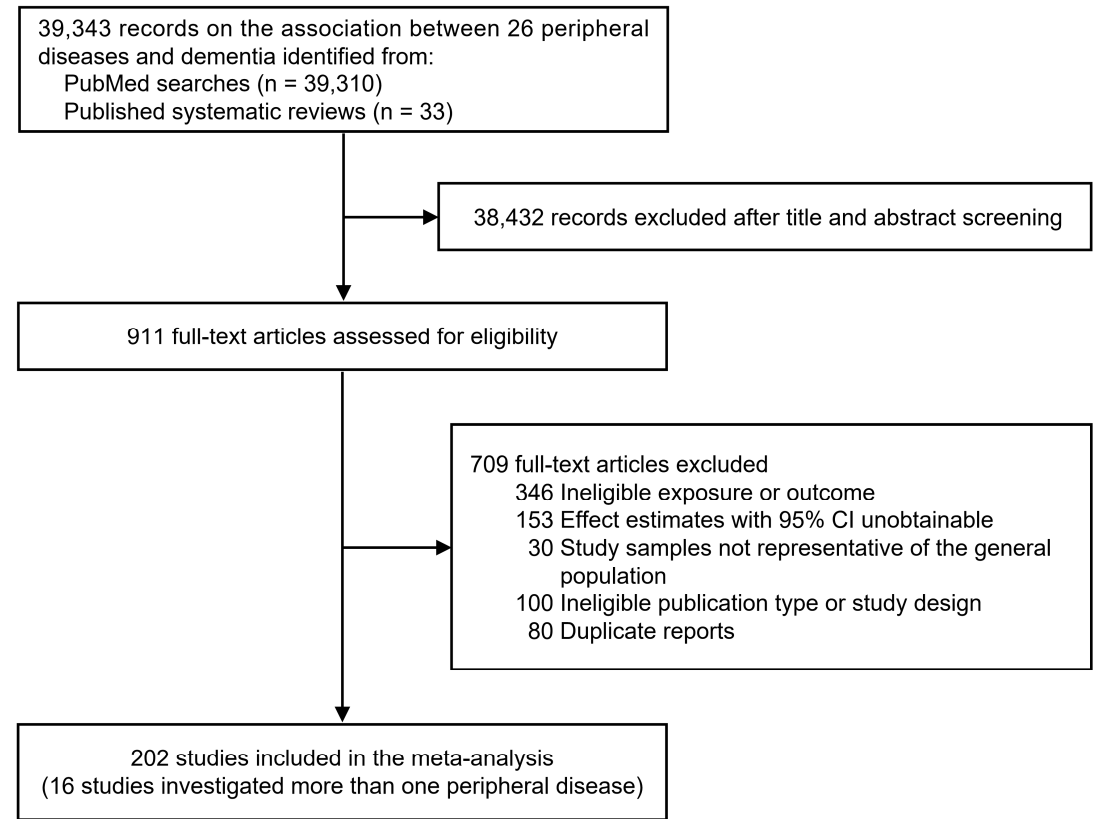 39,343 records on the association between 26 peripheral
diseases and dementia identified from:
PubMed searches (n = 39,310)
Published systematic reviews (n = 33)
38,432 records excluded after title and abstract screening
911 full-text articles assessed for eligibility
709 full-text articles excluded
346 Ineligible exposure or outcome
153 Effect estimates with 95% CI unobtainable
30 Study samples not representative of the general
population
100 Ineligible publication type or study design
80 Duplicate reports
202 studies included in the meta-analysis
(16 studies investigated more than one peripheral disease)